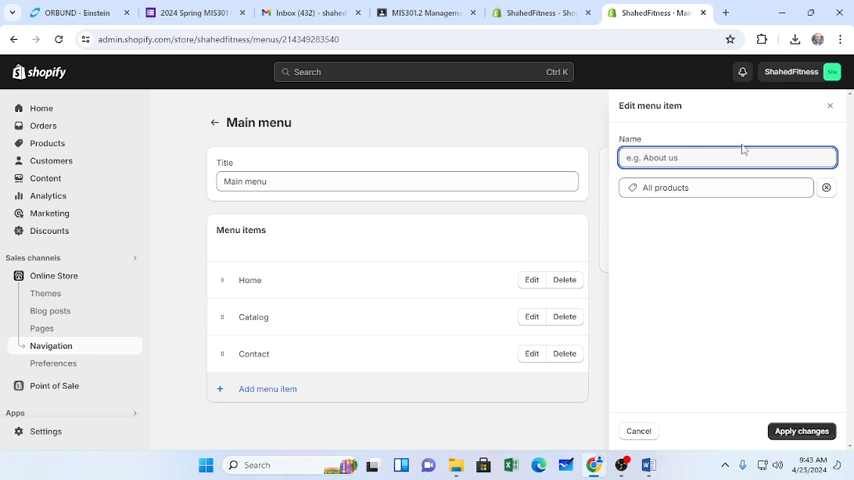 ORBUND - Einstein
2024 Spring MIS301
Inbox (432) - shahed
MIS301.2 Manageme
ShahedFitness - Shop
ShahedFitness - Main
admin.shopify.com/store/shahedfitness/menus/214349283540
shopify
Search
Ctrl K
ShahedFitness
Sha
Home
Orders
Products
Customers
Content
Analytics
Marketing
Discounts
Sales channels
Online Store
Themes
Blog posts
Pages
Navigation
Preferences
Point of Sale
Apps
Settings
Main menu
Title
Main menu
Menu items
Home
Edit
Delete
Catalog
Edit
Delete
Contact
Edit
Delete
Add menu item
Edit menu item
Name
e.g. About us
All products
Cancel
Apply changes
Search
9:43 AM
4/23/2024